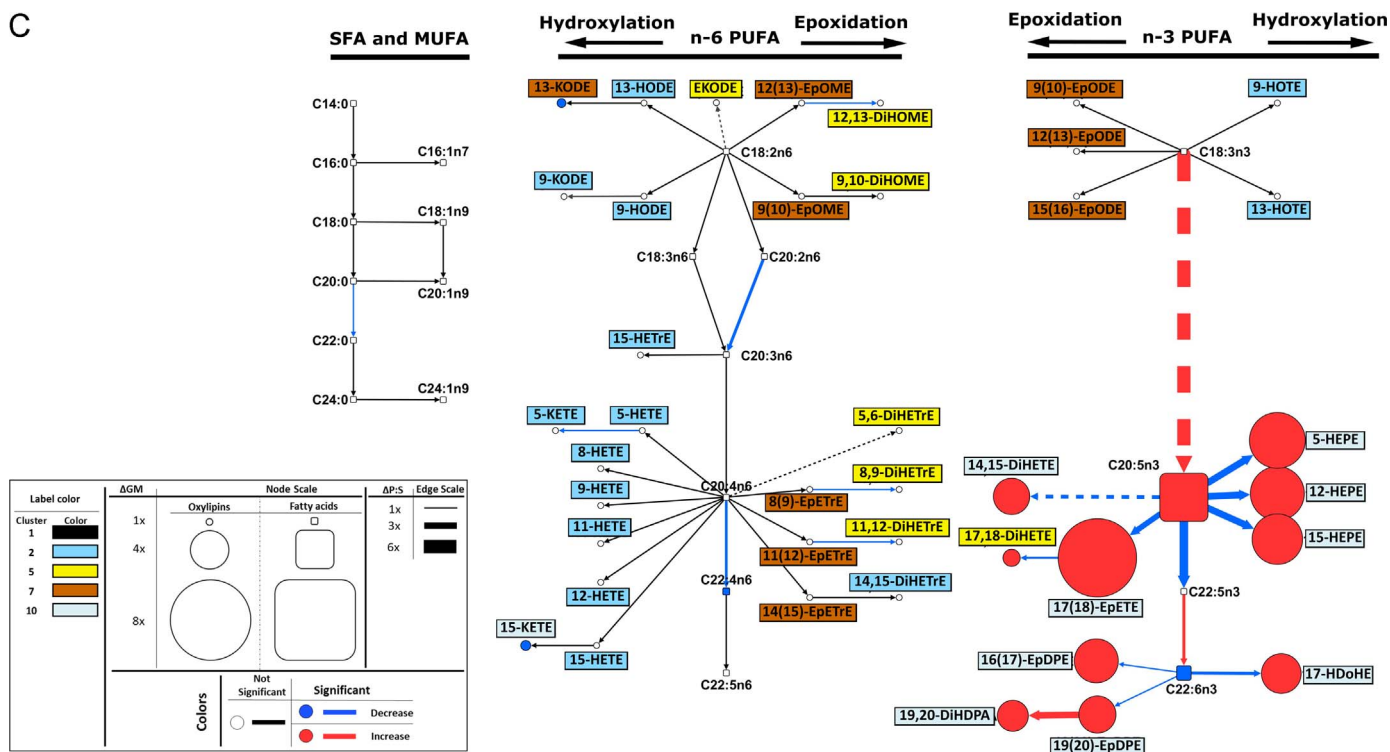 C
SFA and MUFA
Hydroxylation
n-6 PUFA
Epoxidation
Epoxidation
n-3 PUFA
Hydroxylation
C14:0
C16:0
C16:1n7
C18:0
C18:1n9
C20:0
C20:1n9
C22:0
C24:0
C24:1n9
13-KODE
13-HODE
EKODE
12(13)-EpOME
12,13-DiHOME
C18:2n6
9-KODE
9-HODE
9(10)-EpOME
9,10-DiHOME
C18:3n6
C20:2n6
15-HETrE
C20:3n6
5-KETE
5-HETE
5,6-DiHETrE
8-HETE
C20:4n6
8,9-DiHETrE
8(9)-EpETrE
9-HETE
11-HETE
11,12-DiHETrE
11(12)-EpETrE
C22:4n6
12-HETE
14,15-DiHETrE
14(15)-EpETrE
15-KETE
15-HETE
C22:5n6
9(10)-EpODE
9-HOTE
12(13)-EpODE
C18:3n3
15(16)-EpODE
13-HOTE
C20:5n3
5-HEPE
14,15-DiHETE
12-HEPE
17,18-DiHETE
15-HEPE
17(18)-EpETE
C22:5n3
16(17)-EpDPE
C22:6n3
17-HDoHE
19,20-DiHDPA
19(20)-EpDPE
Label color
Cluster Color
1
2
5
7
10
ΔGM
Node Scale
Oxylipins
Fatty acids
1x
4x
8x
ΔP:S
Edge Scale
1x
3x
6x
Colors
Not
Significant
Significant
Decrease
Increase